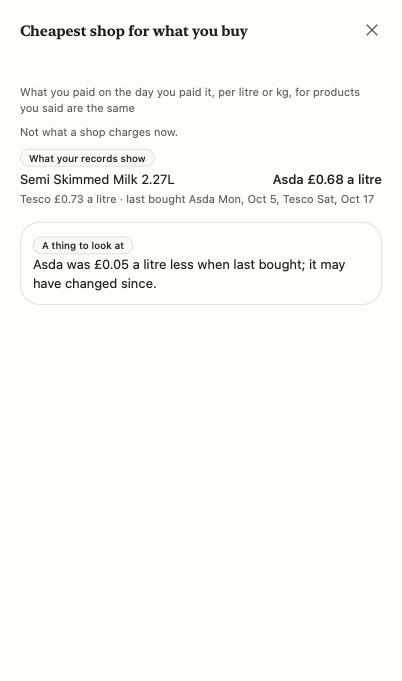 Cheapest shop for what you buy
What you paid on the day you paid it, per litre or kg, for products
you said are the same
Not what a shop charges now.
What your records show
Semi Skimmed Milk 2.27L Asda £0.68 a litre
Tesco £0.73 a litre · last bought Asda Mon, Oct 5, Tesco Sat, Oct 17
A thing to look at
Asda was £0.05 a litre less when last bought; it may
have changed since.